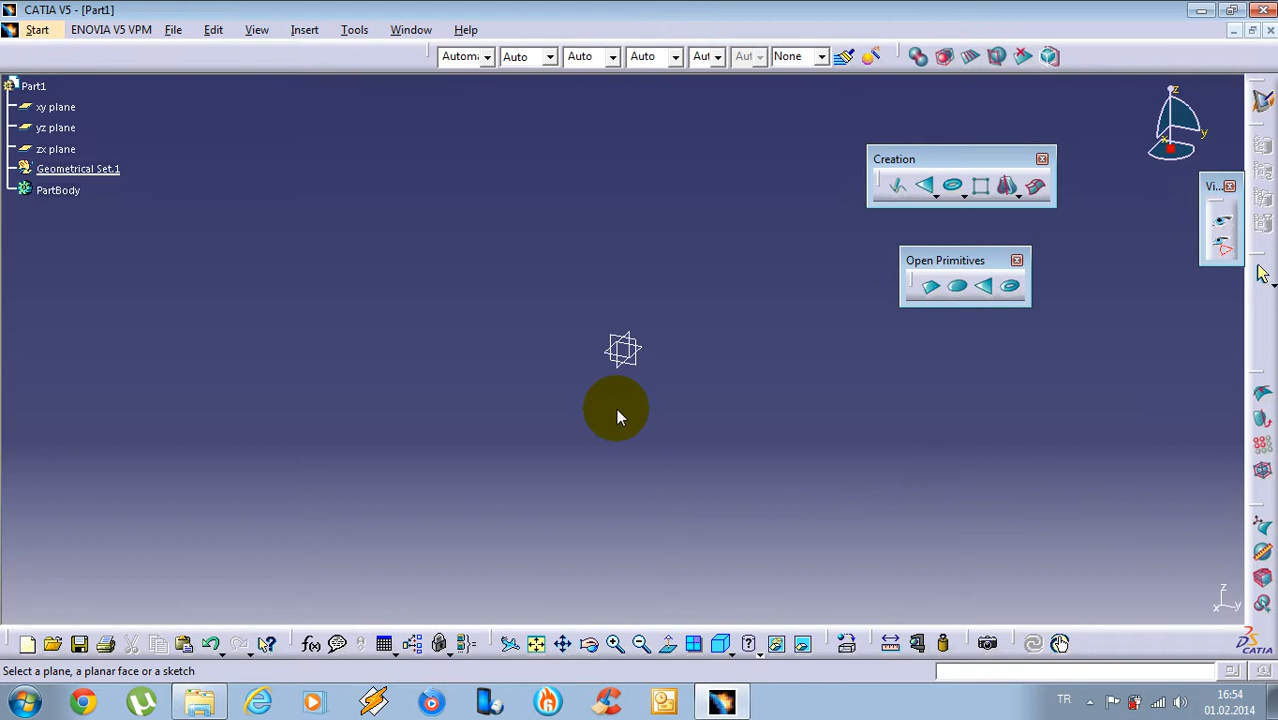 CATIA V5 - [Part1]
Start ENOVIA V5 VPM File Edit View Insert Tools Window Help
Automa Auto Auto Auto Aut Aut None
Part1
xy plane
yz plane
zx plane
Geometrical Set.1
PartBody
z
y
x
Creation
Vi...
Open Primitives
z
x y
f(x)
CATIA
Select a plane, a planar face or a sketch
TR
16:54
01.02.2014